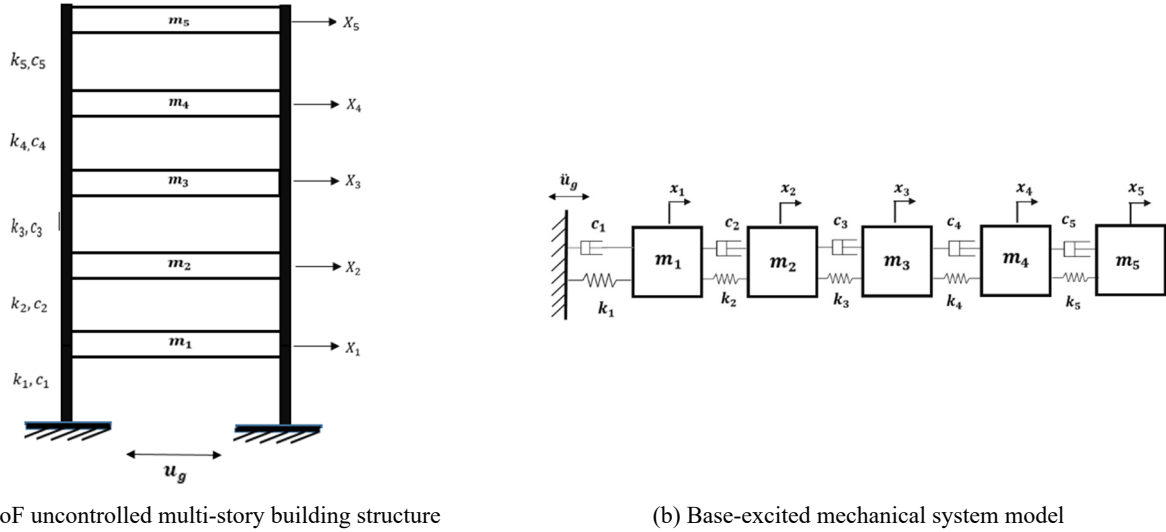 m₅
X₅
k₅,c₅
m₄
X₄
k₄,c₄
m₃
X₃
k₃,c₃
m₂
X₂
k₂,c₂
m₁
X₁
k₁,c₁
u_g
oF uncontrolled multi-story building structure
ü_g
x₁
x₂
x₃
x₄
x₅
c₁
c₂
c₃
c₄
c₅
m₁
m₂
m₃
m₄
m₅
k₁
k₂
k₃
k₄
k₅
(b) Base-excited mechanical system model